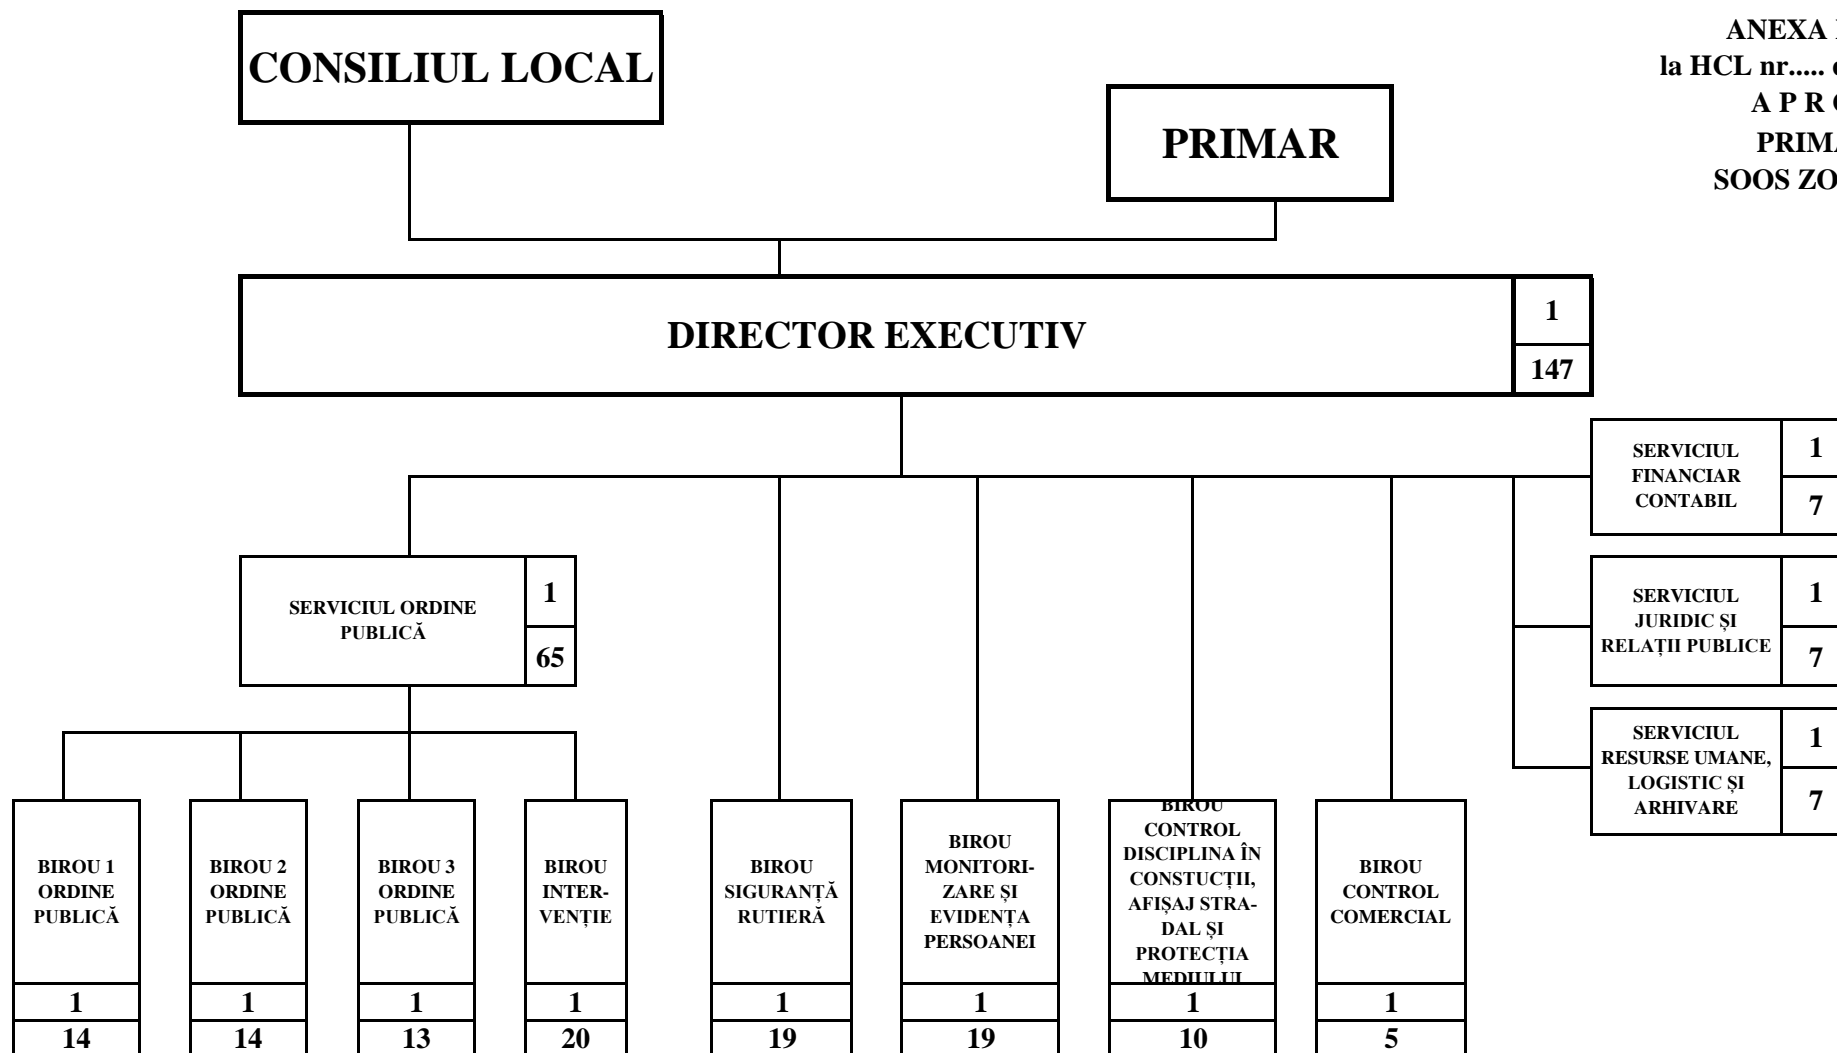 CONSILIUL LOCAL
PRIMAR
ANEXA
la HCL nr.....
A P R
PRIMA
SOOS ZO
DIRECTOR EXECUTIV
1
147
SERVICIUL
FINANCIAR
CONTABIL
1
7
SERVICIUL ORDINE
PUBLICĂ
1
65
SERVICIUL
JURIDIC ȘI
RELAȚII PUBLICE
1
7
SERVICIUL
RESURSE UMANE,
LOGISTIC ȘI
ARHIVARE
1
7
BIROU 1
ORDINE
PUBLICĂ
1
14
BIROU 2
ORDINE
PUBLICĂ
1
14
BIROU 3
ORDINE
PUBLICĂ
1
13
BIROU
INTER-
VENȚIE
1
20
BIROU
SIGURANȚĂ
RUTIERĂ
1
19
BIROU
MONITORI-
ZARE ȘI
EVIDENȚA
PERSOANEI
1
19
BIROU
CONTROL
DISCIPLINA ÎN
CONSTUCȚII,
AFIȘAJ STRA-
DAL ȘI
PROTECȚIA
MEDIULUI
1
10
BIROU
CONTROL
COMERCIAL
1
5